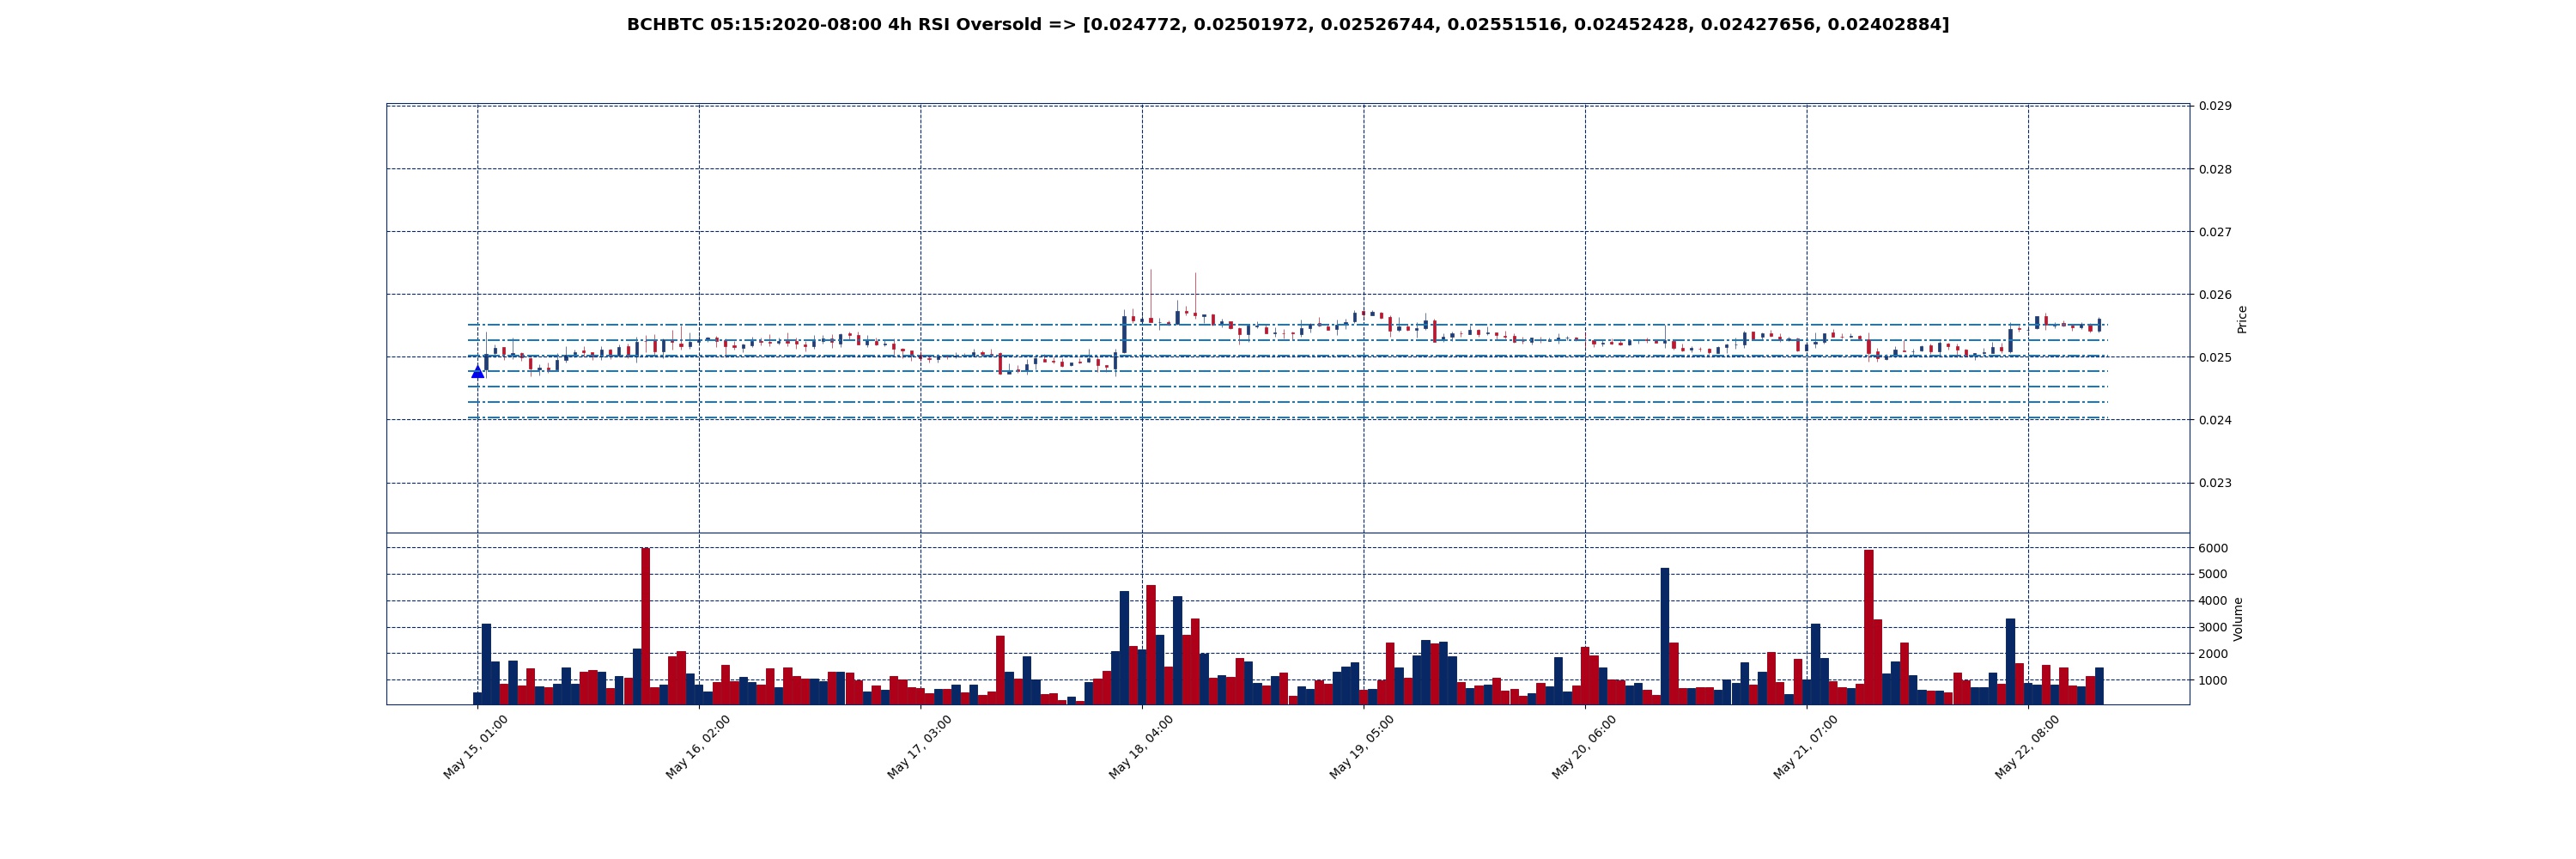 BCHBTC 05:15:2020-08:00 4h RSI Oversold => [0.024772, 0.02501972, 0.02526744, 0.02551516, 0.02452428, 0.02427656, 0.02402884]
0.029
0.028
0.027
0.026
0.025
0.024
0.023
Price
6000
5000
4000
3000
2000
1000
Volume
May 15, 01:00
May 16, 02:00
May 17, 03:00
May 18, 04:00
May 19, 05:00
May 20, 06:00
May 21, 07:00
May 22, 08:00